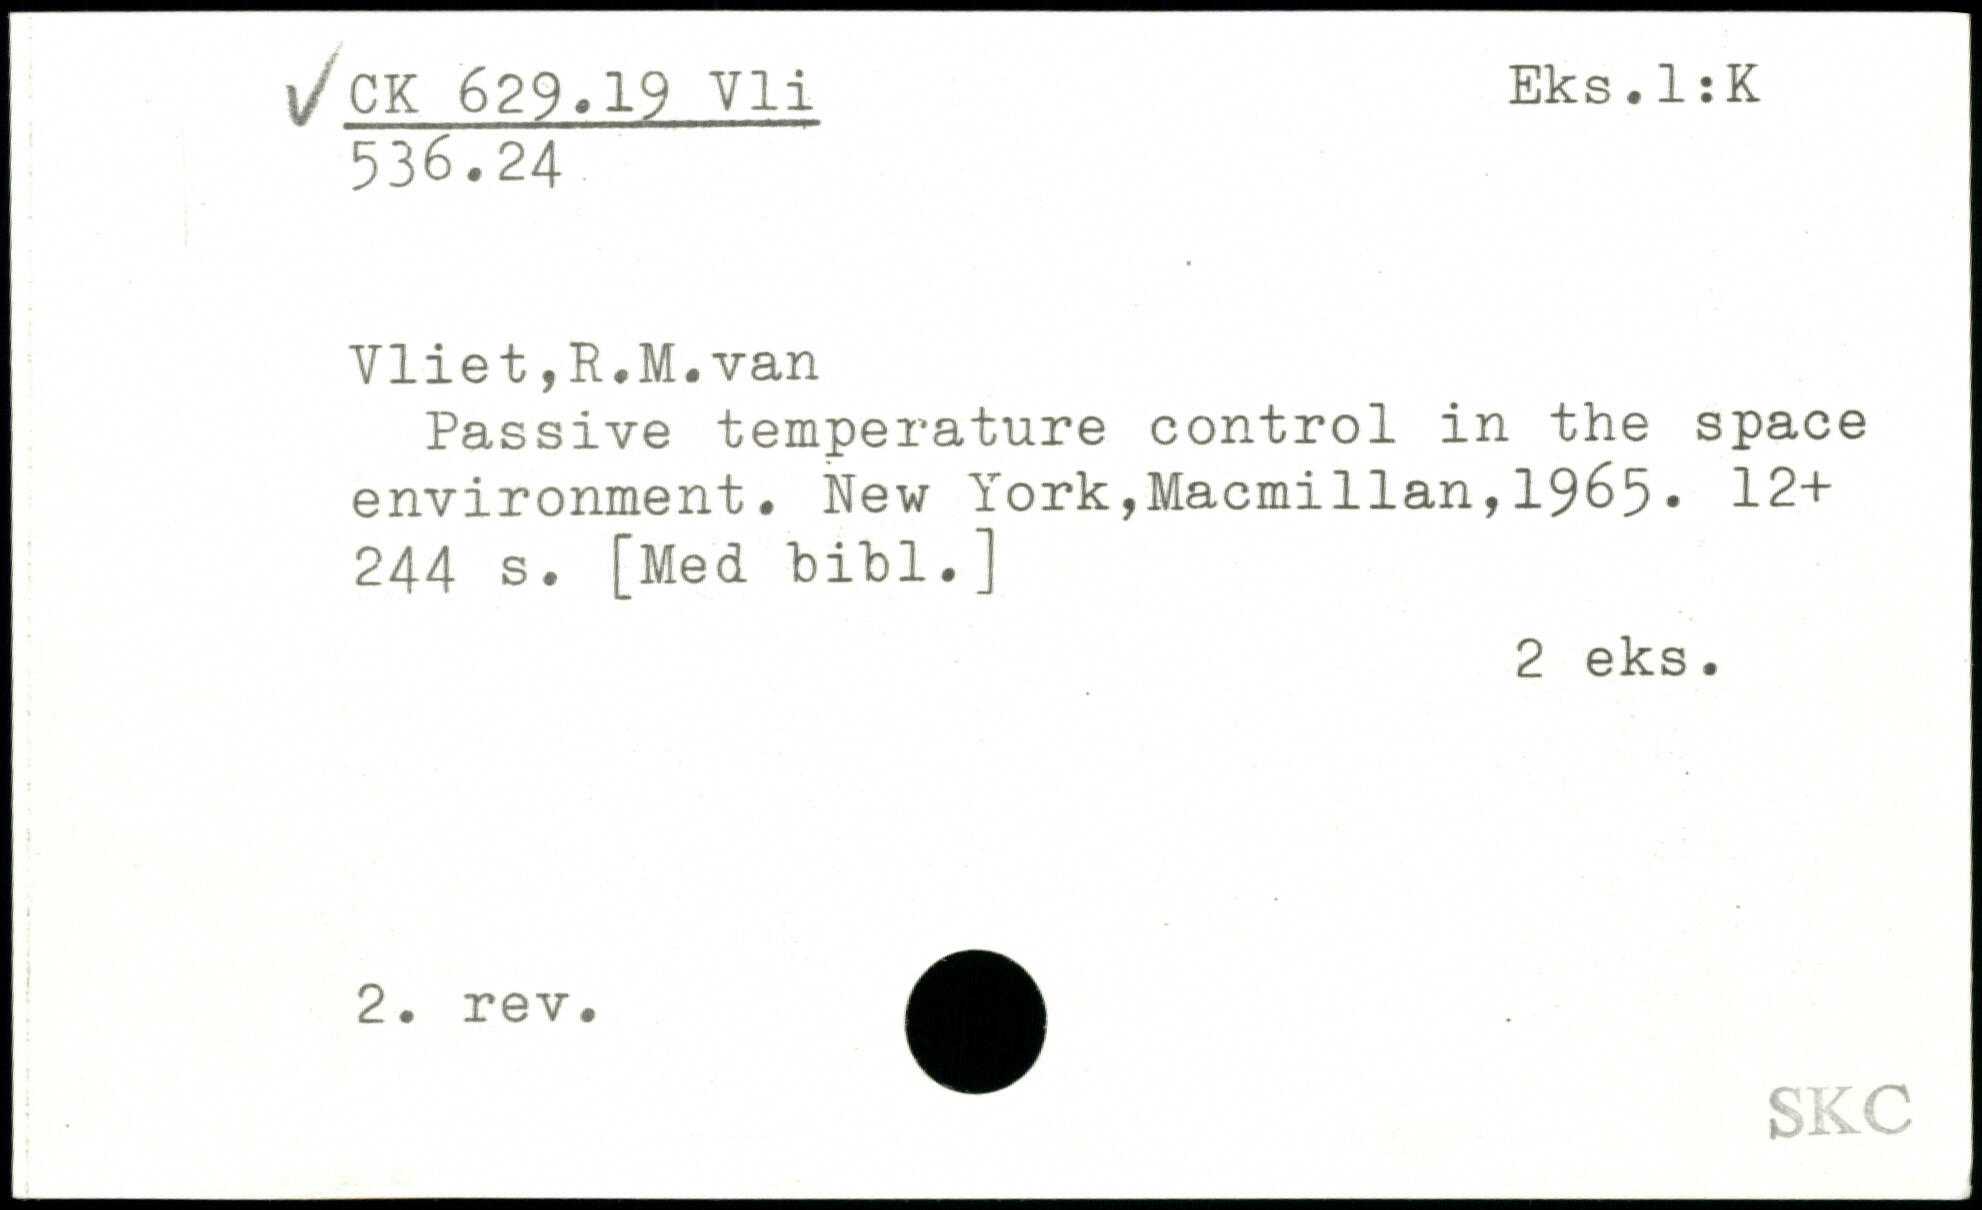 ✓ CK 629.19 Vli Eks.1:K
536.24
Vliet,R.M.van
Passive temperature control in the space
environment. New York,Macmillan,1965. 12+
244 s. [Med bibl.]
2 eks.
2. rev.
SKC